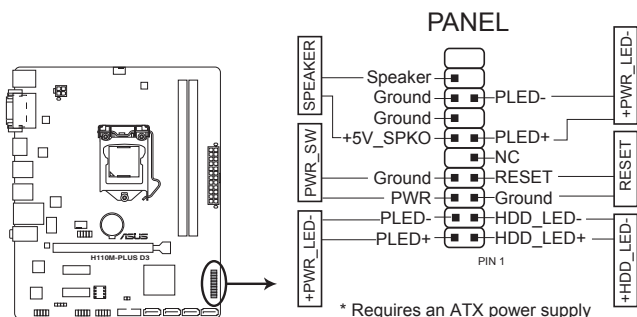 PANEL
SPEAKER
PWR_SW
+PWR_LED-
Speaker
Ground
Ground
+5V_SPKO
Ground
PWR
PLED-
PLED+
PLED-
PLED+
NC
RESET
Ground
HDD_LED-
HDD_LED+
PIN 1
+PWR_LED-
RESET
+HDD_LED-
/ISUS
H110M-PLUS D3
* Requires an ATX power supply